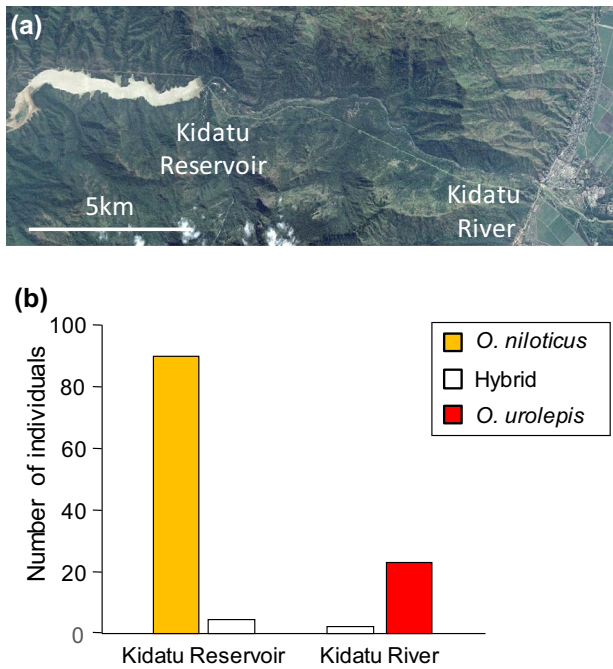 (a)
Kidatu
Reservoir
Kidatu
River
5km
(b)
Number of individuals
100
80
60
40
20
0
O. niloticus
Hybrid
O. urolepis
Kidatu Reservoir
Kidatu River